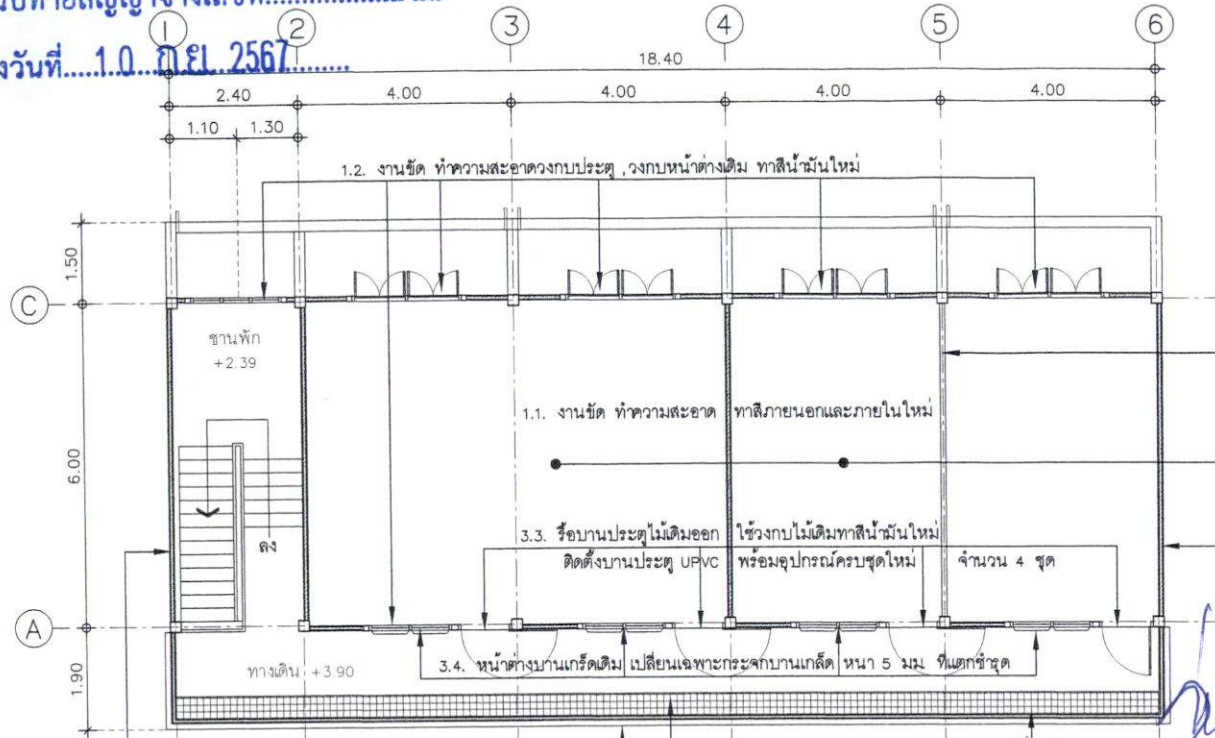 งวันที่.....10 ก.ย. 2567.......
1 2 3 4 5 6
18.40
2.40 4.00 4.00 4.00 4.00
1.10 1.30
1.2. งานขัด ทำความสะอาดวงกบประตู ,วงกบหน้าต่างเดิม ทาสีน้ำมันใหม่
1.50
C
ชานพัก
+2.39
1.1. งานขัด ทำความสะอาด ทาสีภายนอกและภายในใหม่
6.00
3.3. รื้อบานประตูไม้เดิมออก ใช้วงกบไม้เดิมทาสีน้ำมันใหม่
ลง
ติดตั้งบานประตู UPVC พร้อมอุปกรณ์ครบชุดใหม่ จำนวน 4 ชุด
A
3.4. หน้าต่างบานเกร็ดเดิม เปลี่ยนเฉพาะกระจกบานเกล็ด หนา 5 มม. ที่แตกชำรุด
ทางเดิน +3.90
1.90